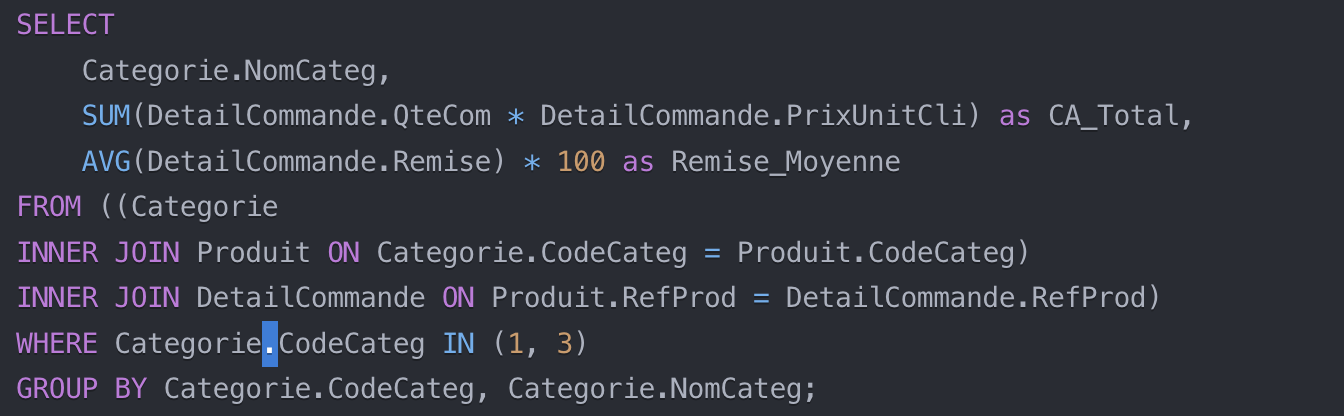 SELECT
    Categorie.NomCateg,
    SUM(DetailCommande.QteCom * DetailCommande.PrixUnitCli) as CA_Total,
    AVG(DetailCommande.Remise) * 100 as Remise_Moyenne
FROM ((Categorie
INNER JOIN Produit ON Categorie.CodeCateg = Produit.CodeCateg)
INNER JOIN DetailCommande ON Produit.RefProd = DetailCommande.RefProd)
WHERE Categorie.CodeCateg IN (1, 3)
GROUP BY Categorie.CodeCateg, Categorie.NomCateg;